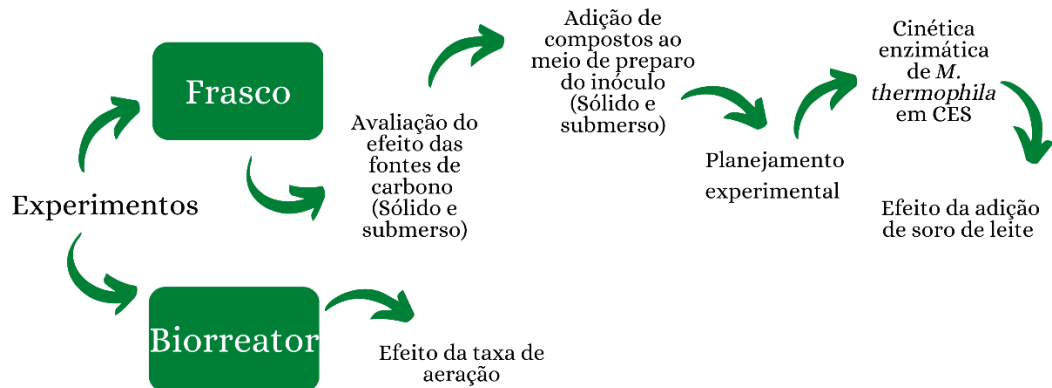 Experimentos
Frasco
Avaliação do
efeito das
fontes de
carbono
(Sólido e
submerso)
Adição de
compostos ao
meio de preparo
do inóculo
(Sólido e
submerso)
Planejamento
experimental
Cinética
enzimática
de M.
thermophila
em CES
Efeito da adição
de soro de leite
Biorreator
Efeito da taxa de
aeração